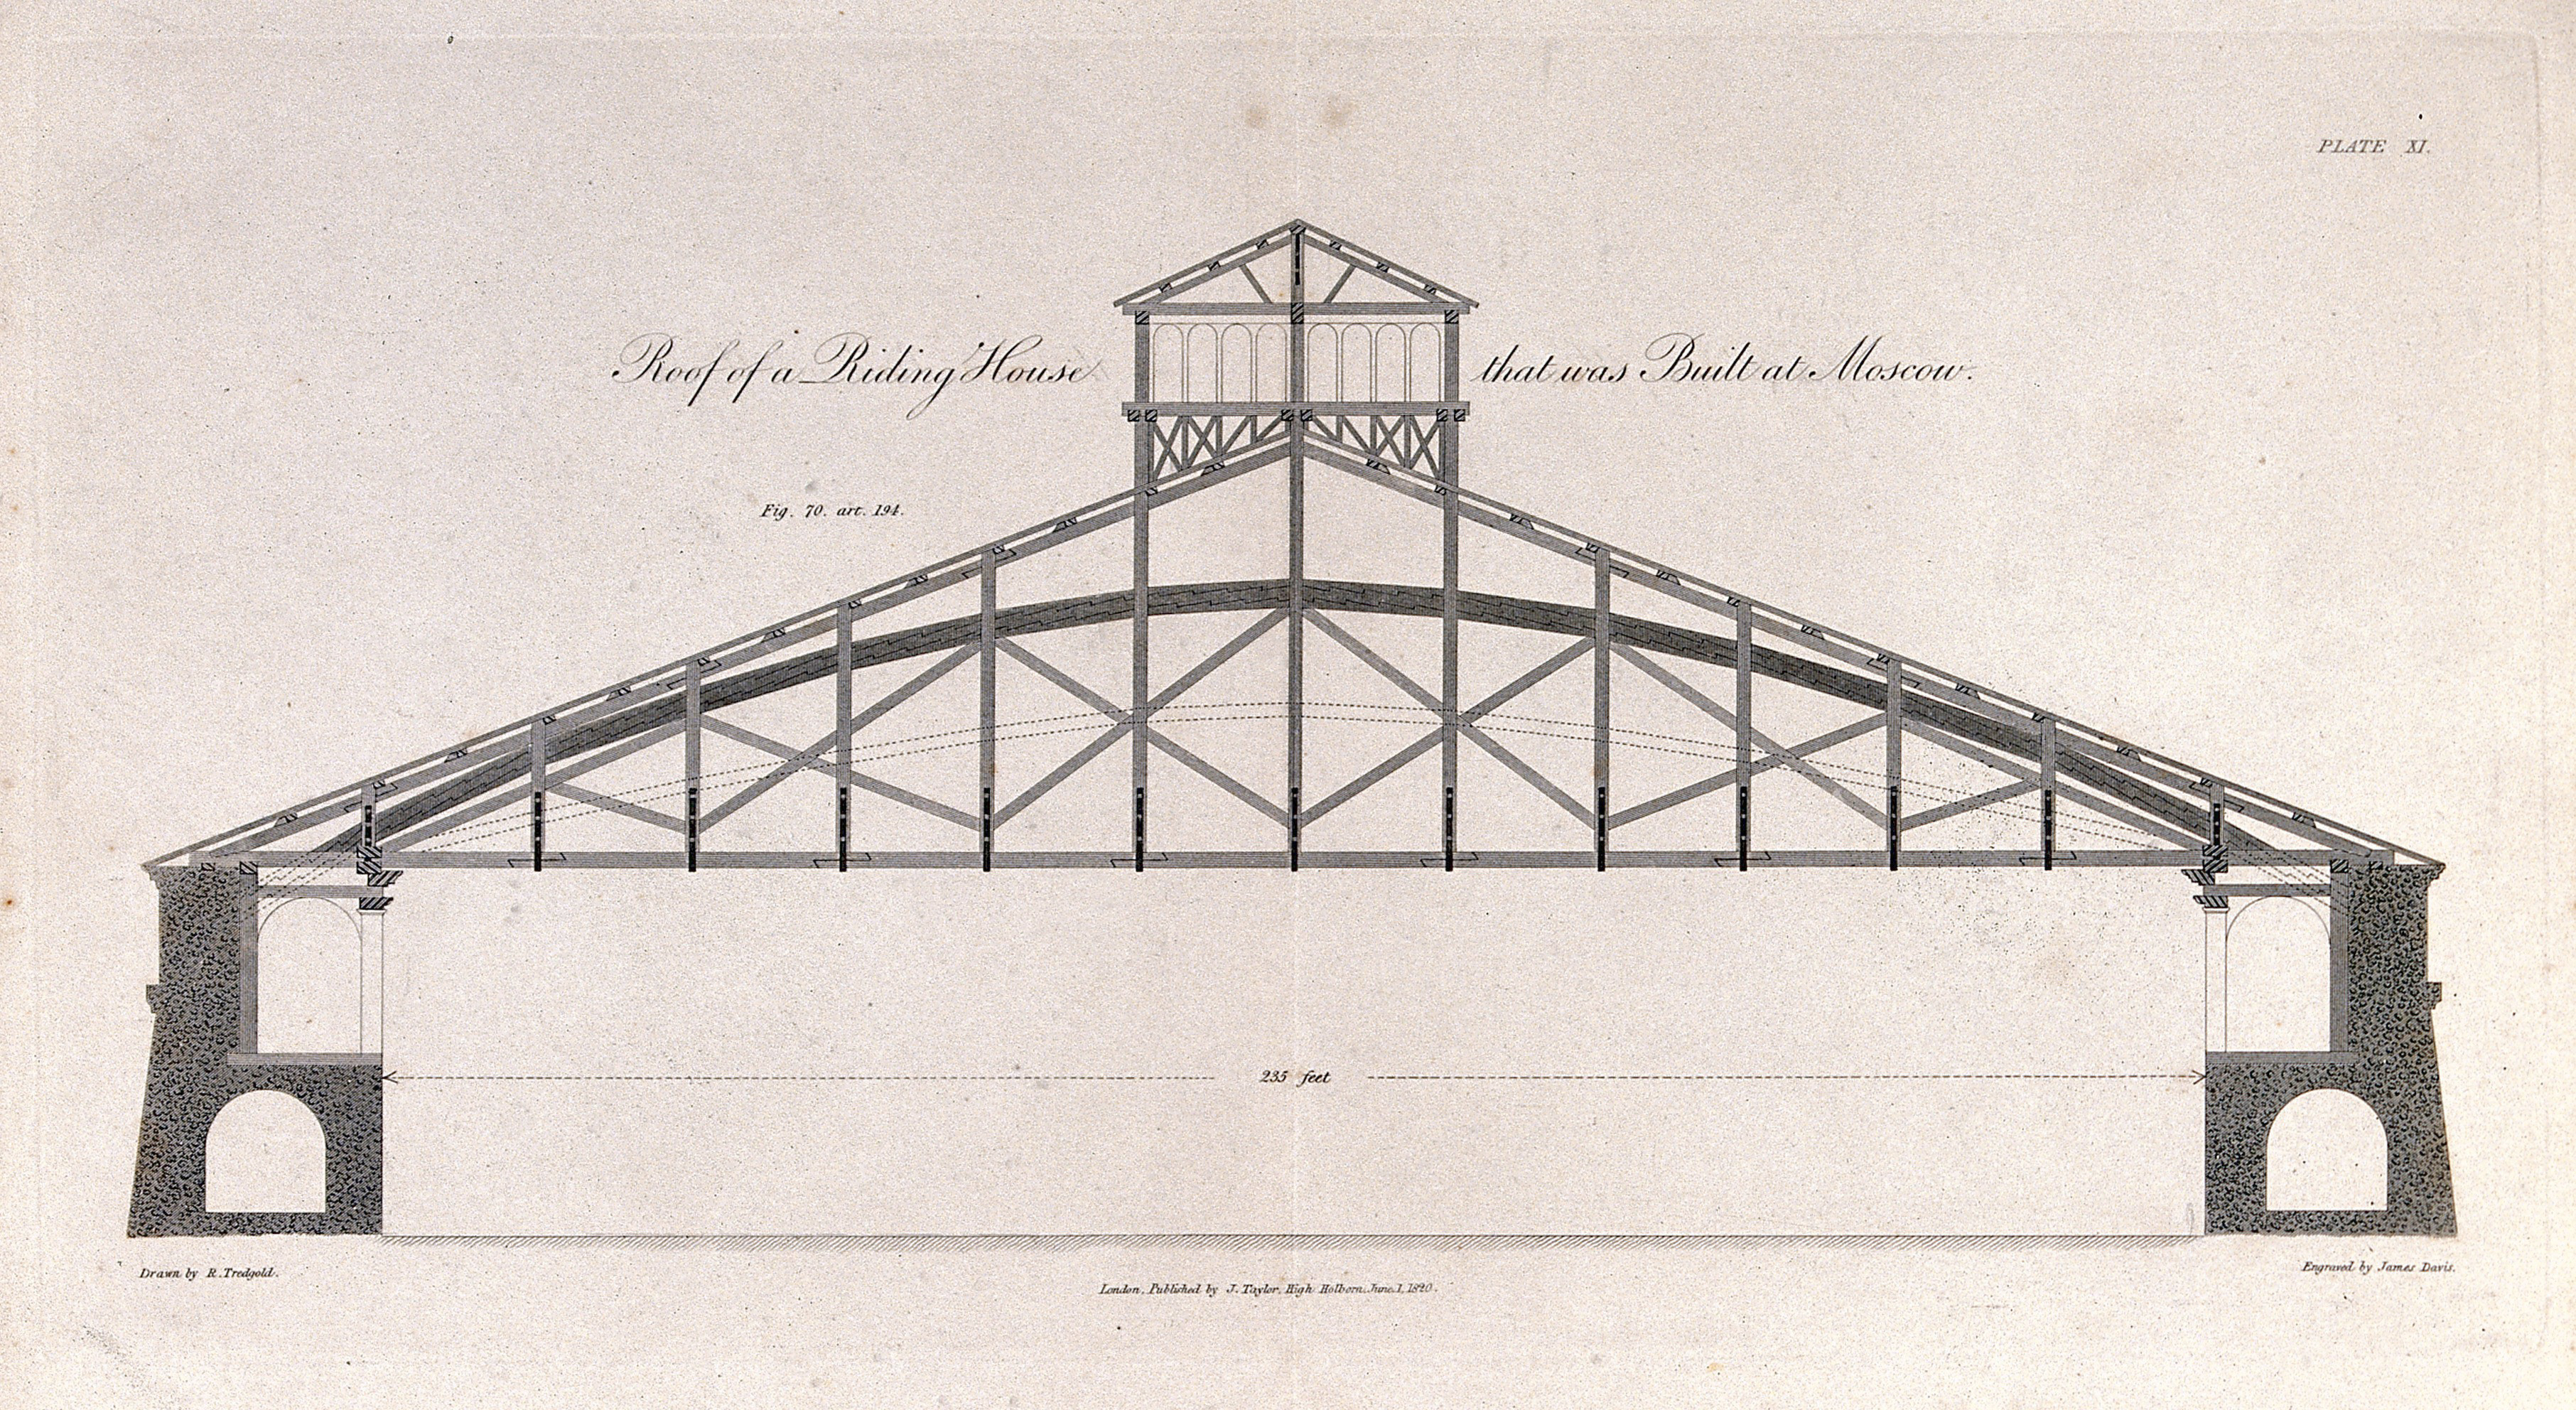 PLATE XI.
Roof of a Riding House that was Built at Moscow.
Fig. 70. art. 194.
235 feet
Drawn by R. Tredgold.
Engraved by James Davis.
London, Published by J. Taylor, High Holborn, June 1, 1820.